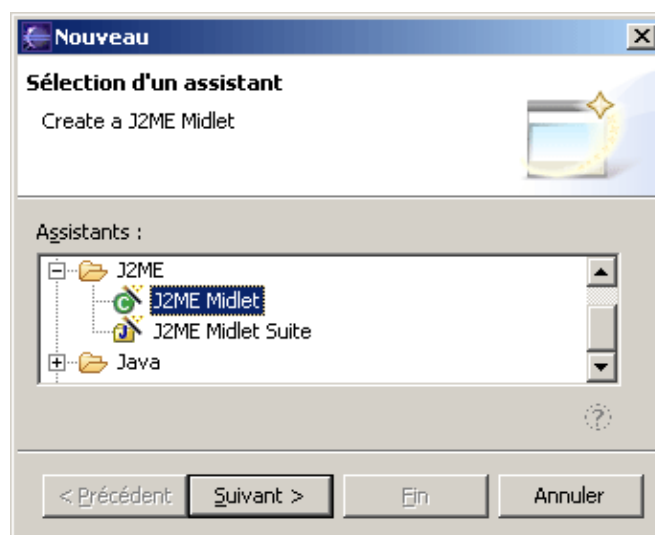 Nouveau
Sélection d'un assistant
Create a J2ME Midlet
Assistants :
J2ME
J2ME Midlet
J2ME Midlet Suite
Java
< Précédent Suivant > Fin Annuler